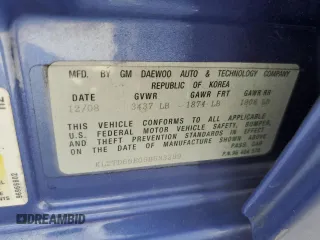 MFD. BY GM DAEWOO AUTO & TECHNOLOGY COMPANY
REPUBLIC OF KOREA
DATE GVWR GAWR FRT GAWR RR
12/08 3437 LB 1874 LB
THIS VEHICLE CONFORMS TO ALL APPLICABLE
U.S. FEDERAL MOTOR VEHICLE SAFETY, BUMPER,
AND THEFT PREVENTION STANDARDS IN EFFECT ON
THE DATE OF MANUFACTURE SHOWN ABOVE.
PASS CAR
P/NO
DREAMBID